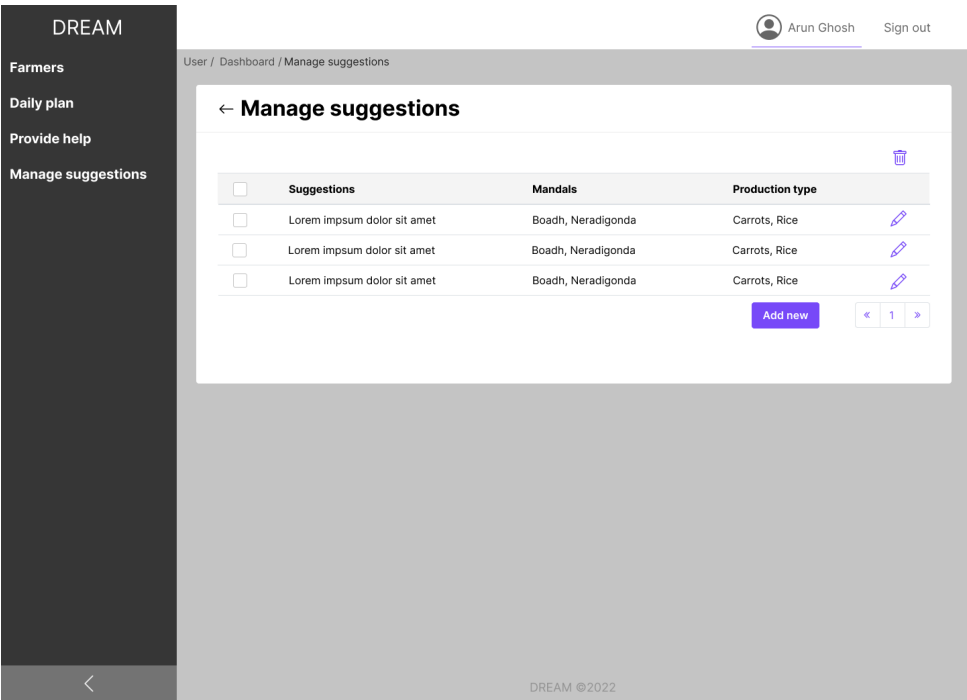 DREAM
Arun Ghosh Sign out
Farmers
Daily plan
Provide help
Manage suggestions
User / Dashboard / Manage suggestions
← Manage suggestions
Suggestions Mandals Production type
Lorem impsum dolor sit amet Boadh, Neradigonda Carrots, Rice
Lorem impsum dolor sit amet Boadh, Neradigonda Carrots, Rice
Lorem impsum dolor sit amet Boadh, Neradigonda Carrots, Rice
Add new « 1 »
DREAM ©2022